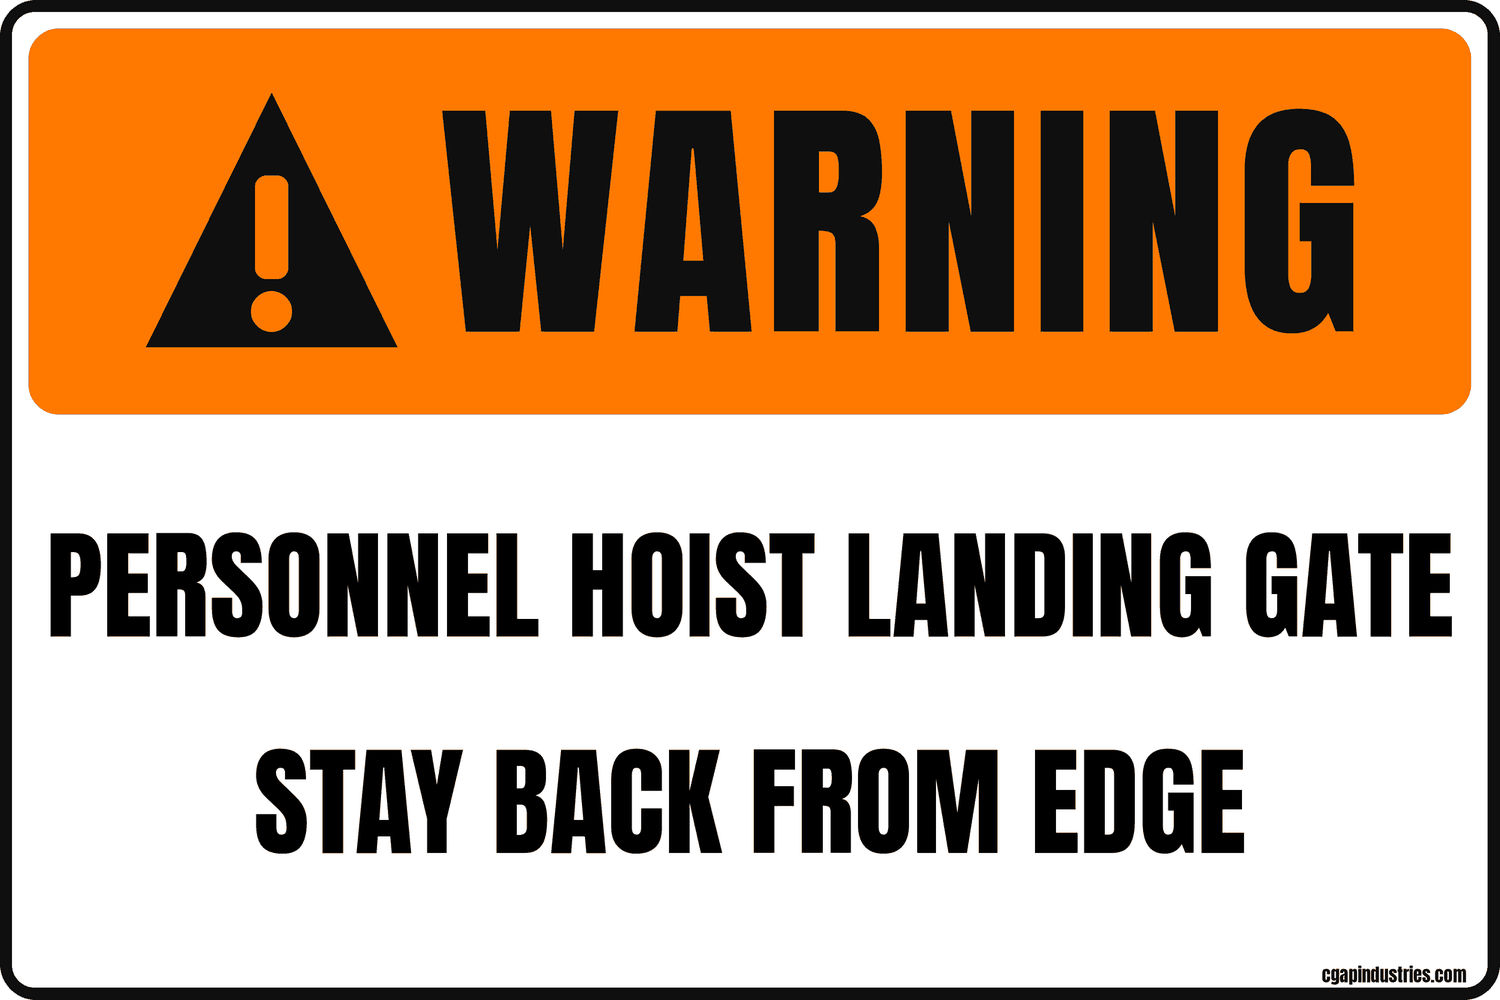 WARNING
PERSONNEL HOIST LANDING GATE
STAY BACK FROM EDGE
cgapindustries.com